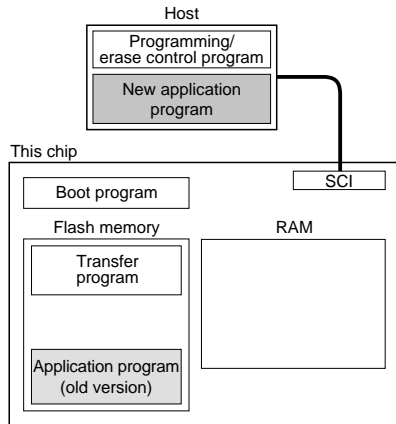 Host
Programming/
erase control program
New application
program
This chip
SCI
Boot program
Flash memory
RAM
Transfer
program
Application program
(old version)